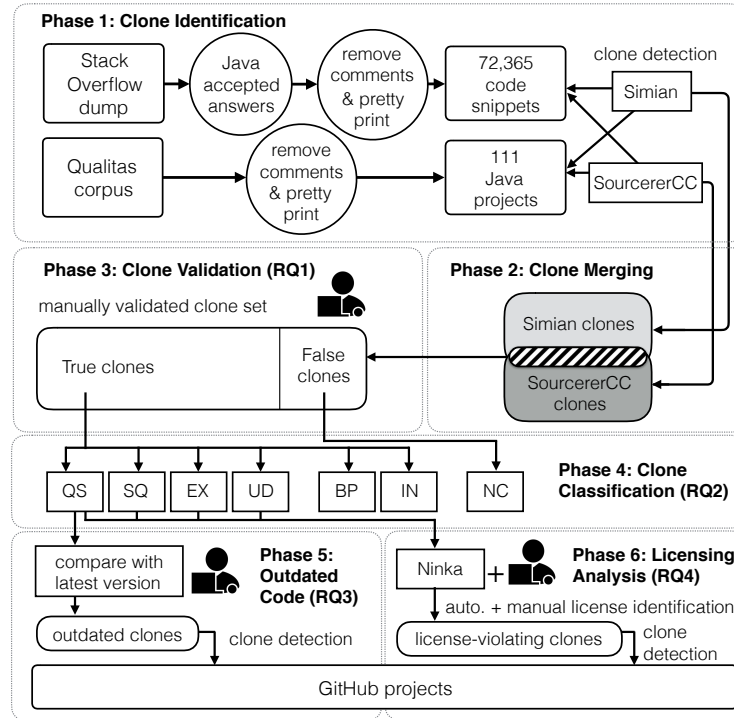 Phase 1: Clone Identification
Stack
Overflow
dump
Java
accepted
answers
remove
comments
& pretty
print
72,365
code
snippets
clone detection
Simian
Qualitas
corpus
remove
comments
& pretty
print
111
Java
projects
SourcererCC
Phase 3: Clone Validation (RQ1)
manually validated clone set
True clones
False
clones
Phase 2: Clone Merging
Simian clones
SourcererCC
clones
QS
SQ
EX
UD
BP
IN
NC
Phase 4: Clone
Classification (RQ2)
compare with
latest version
Phase 5:
Outdated
Code (RQ3)
outdated clones
clone detection
Ninka
+
Phase 6: Licensing
Analysis (RQ4)
auto. + manual license identification
license-violating clones
clone
detection
GitHub projects